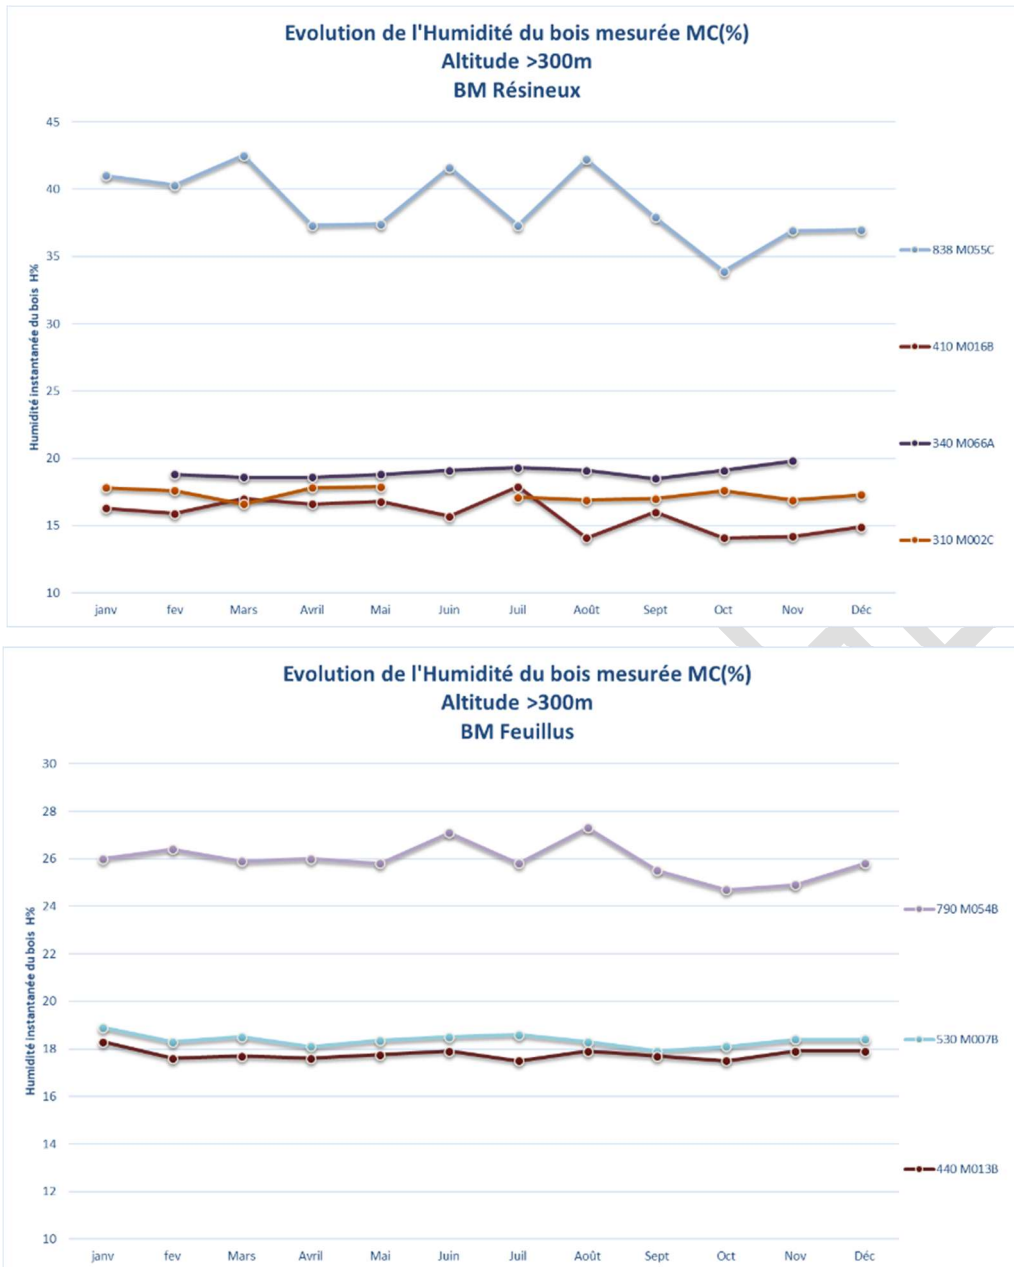 Evolution de l'Humidité du bois mesurée MC(%)
Altitude >300m
BM Résineux
Humidité instantanée du bois H%
45
40
35
30
25
20
15
10
janv fev Mars Avril Mai Juin Juil Août Sept Oct Nov Déc
838 M055C
410 M016B
340 M066A
310 M002C
Evolution de l'Humidité du bois mesurée MC(%)
Altitude >300m
BM Feuillus
Humidité instantanée du bois H%
30
28
26
24
22
20
18
16
14
12
10
janv fev Mars Avril Mai Juin Juil Août Sept Oct Nov Déc
790 M054B
530 M007B
440 M013B